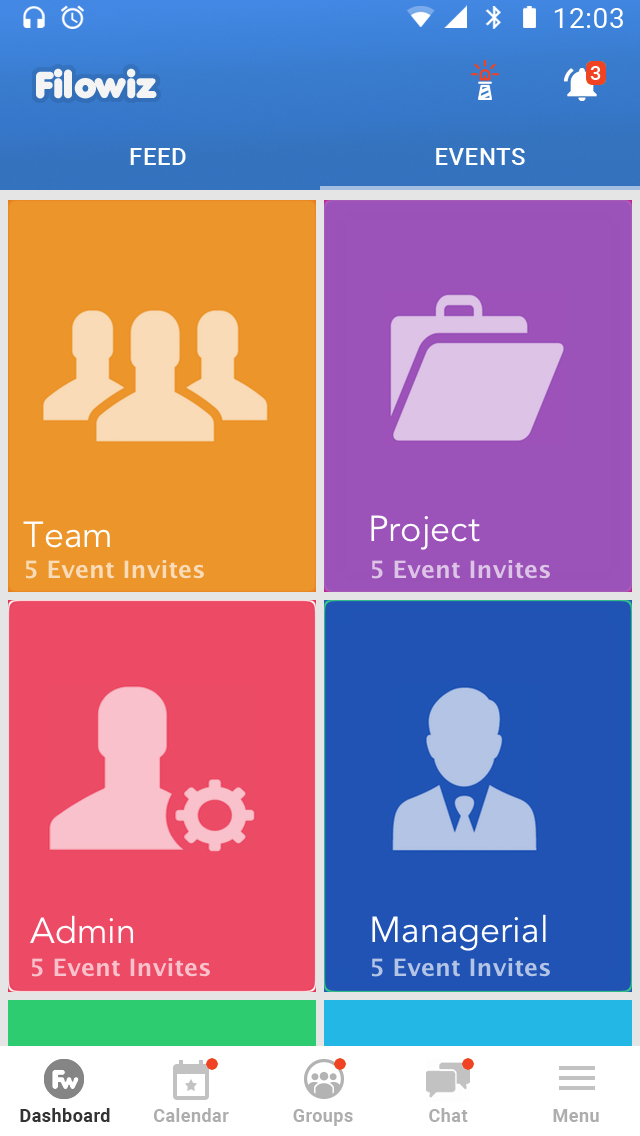 12:03
Filowiz
3
FEED
EVENTS
Team
5 Event Invites
Project
5 Event Invites
Admin
5 Event Invites
Managerial
5 Event Invites
Fw
Dashboard
Calendar
Groups
Chat
Menu